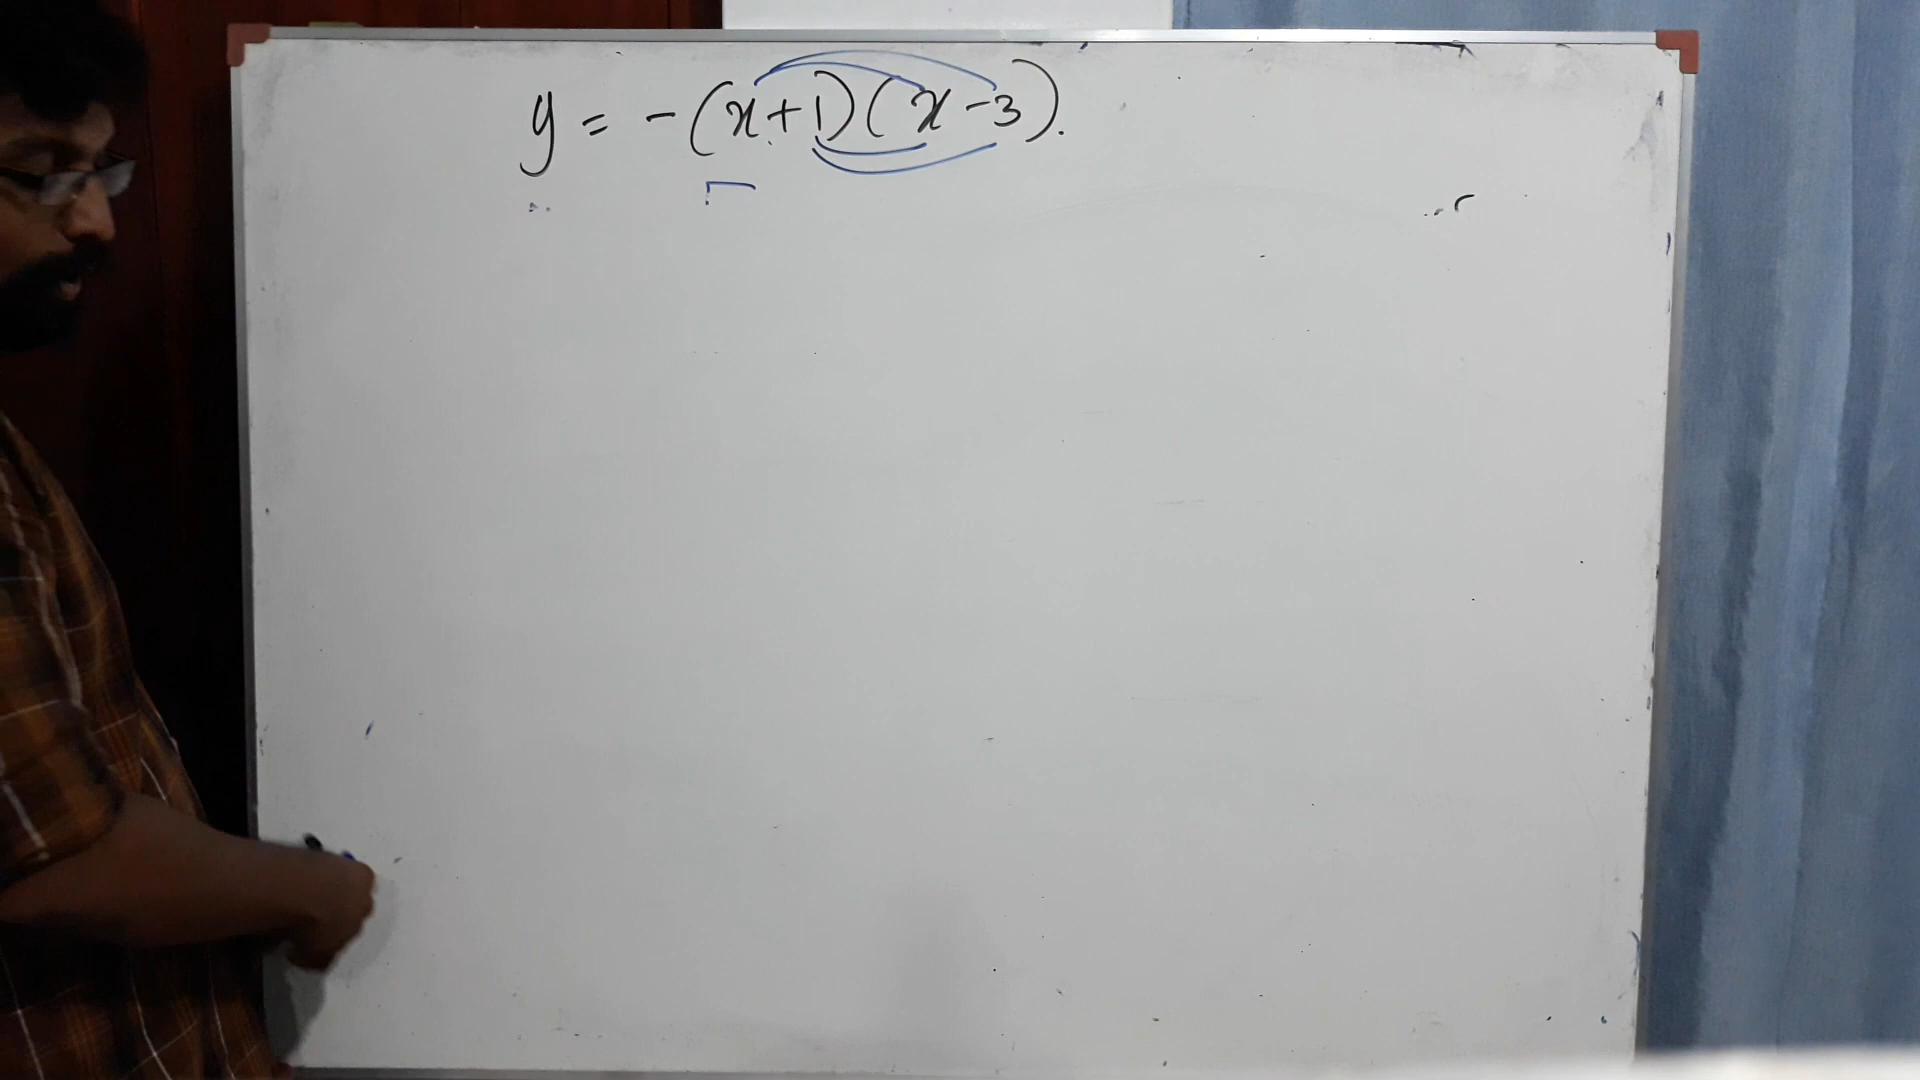 y = -(x+1)(x-3).